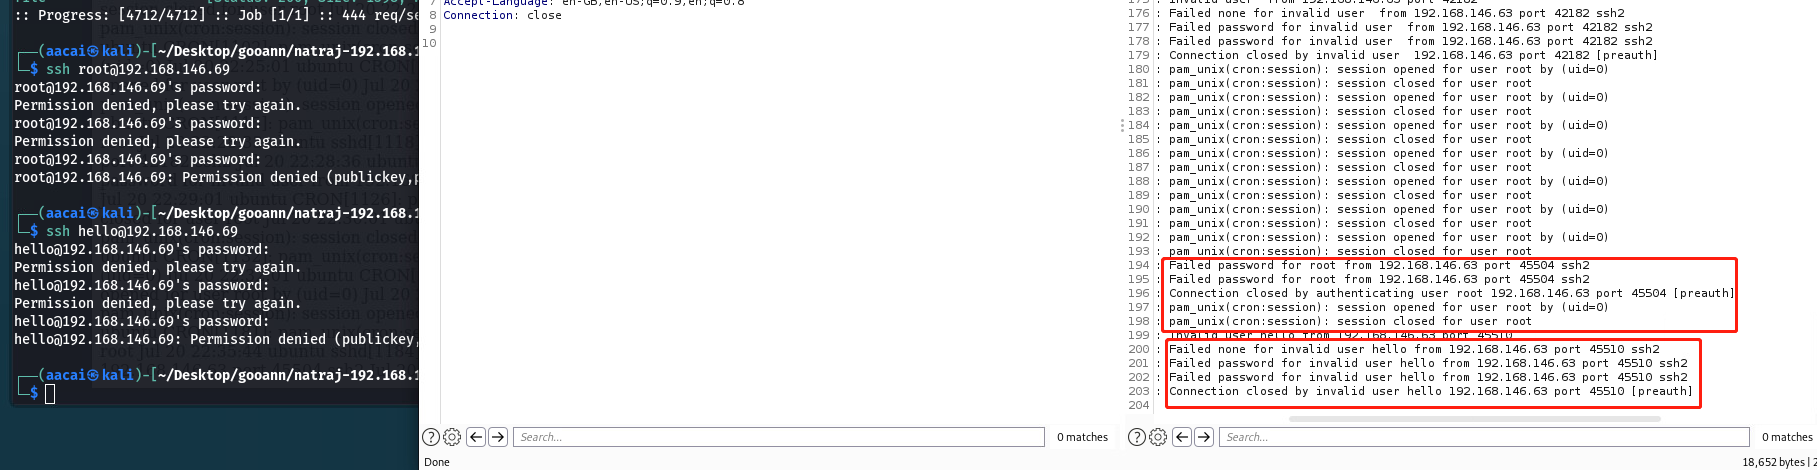 :: Progress: [4712/4712] :: Job [1/1] :: 444 req/se
┌──(aacai㉿kali)-[~/Desktop/gooann/natraj-192.168.1
└─$ ssh root@192.168.146.69
root@192.168.146.69's password:
Permission denied, please try again.
root@192.168.146.69's password:
Permission denied, please try again.
root@192.168.146.69's password:
root@192.168.146.69: Permission denied (publickey,p
┌──(aacai㉿kali)-[~/Desktop/gooann/natraj-192.168.1
└─$ ssh hello@192.168.146.69
hello@192.168.146.69's password:
Permission denied, please try again.
hello@192.168.146.69's password:
Permission denied, please try again.
hello@192.168.146.69's password:
hello@192.168.146.69: Permission denied (publickey,
┌──(aacai㉿kali)-[~/Desktop/gooann/natraj-192.168.1
└─$
7 Accept-Language: en-GB,en-US;q=0.9,en;q=0.8
8 Connection: close
9
10
Search...
0 matches
Done
175 : Invalid user  from 192.168.146.63 port 42182
176 : Failed none for invalid user  from 192.168.146.63 port 42182 ssh2
177 : Failed password for invalid user  from 192.168.146.63 port 42182 ssh2
178 : Failed password for invalid user  from 192.168.146.63 port 42182 ssh2
179 : Connection closed by invalid user  192.168.146.63 port 42182 [preauth]
180 : pam_unix(cron:session): session opened for user root by (uid=0)
181 : pam_unix(cron:session): session closed for user root
182 : pam_unix(cron:session): session opened for user root by (uid=0)
183 : pam_unix(cron:session): session closed for user root
184 : pam_unix(cron:session): session opened for user root by (uid=0)
185 : pam_unix(cron:session): session closed for user root
186 : pam_unix(cron:session): session opened for user root by (uid=0)
187 : pam_unix(cron:session): session closed for user root
188 : pam_unix(cron:session): session opened for user root by (uid=0)
189 : pam_unix(cron:session): session closed for user root
190 : pam_unix(cron:session): session opened for user root by (uid=0)
191 : pam_unix(cron:session): session closed for user root
192 : pam_unix(cron:session): session opened for user root by (uid=0)
193 : pam_unix(cron:session): session closed for user root
194 : Failed password for root from 192.168.146.63 port 45504 ssh2
195 : Failed password for root from 192.168.146.63 port 45504 ssh2
196 : Connection closed by authenticating user root 192.168.146.63 port 45504 [preauth]
197 : pam_unix(cron:session): session opened for user root by (uid=0)
198 : pam_unix(cron:session): session closed for user root
199 : Invalid user hello from 192.168.146.63 port 45510
200 : Failed none for invalid user hello from 192.168.146.63 port 45510 ssh2
201 : Failed password for invalid user hello from 192.168.146.63 port 45510 ssh2
202 : Failed password for invalid user hello from 192.168.146.63 port 45510 ssh2
203 : Connection closed by invalid user hello 192.168.146.63 port 45510 [preauth]
204
Search...
0 matches
18,652 bytes | 2